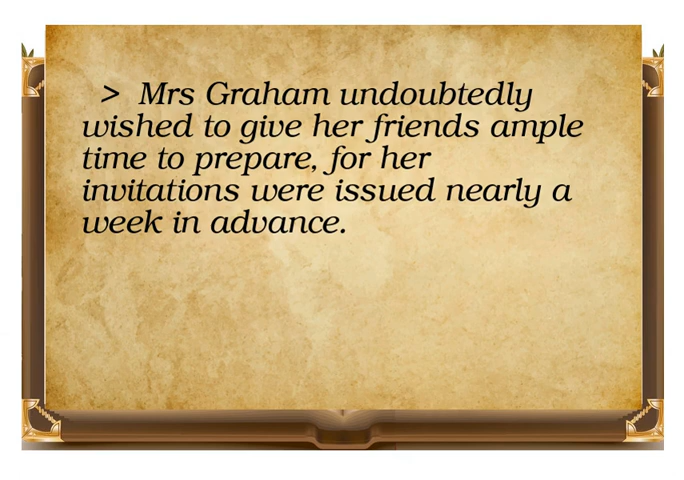 > Mrs Graham undoubtedly
wished to give her friends ample
time to prepare, for her
invitations were issued nearly a
week in advance.